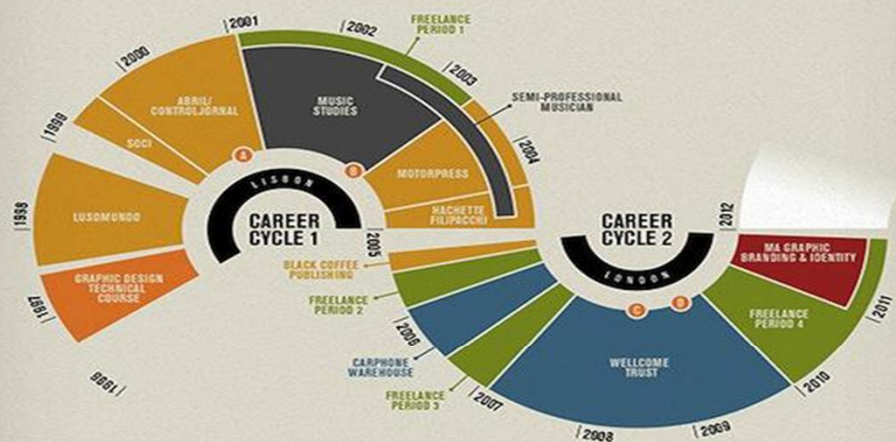 1996
1997
GRAPHIC DESIGN
TECHNICAL
COURSE
1998
LUSOMUNDO
1999
SOCI
2000
ABRIL/
CONTROLJORNAL
2001
MUSIC
STUDIES
2002
FREELANCE
PERIOD 1
2003
SEMI-PROFESSIONAL
MUSICIAN
2004
MOTORPRESS
HACHETTE
FILIPACCHI
A
B
LISBON
CAREER
CYCLE 1
2005
BLACK COFFEE
PUBLISHING
FREELANCE
PERIOD 2
2006
CARPHONE
WAREHOUSE
FREELANCE
PERIOD 3
2007
WELLCOME
TRUST
2008
2009
CAREER
CYCLE 2
LONDON
C
D
2010
FREELANCE
PERIOD 4
2011
MA GRAPHIC
BRANDING & IDENTITY
2012